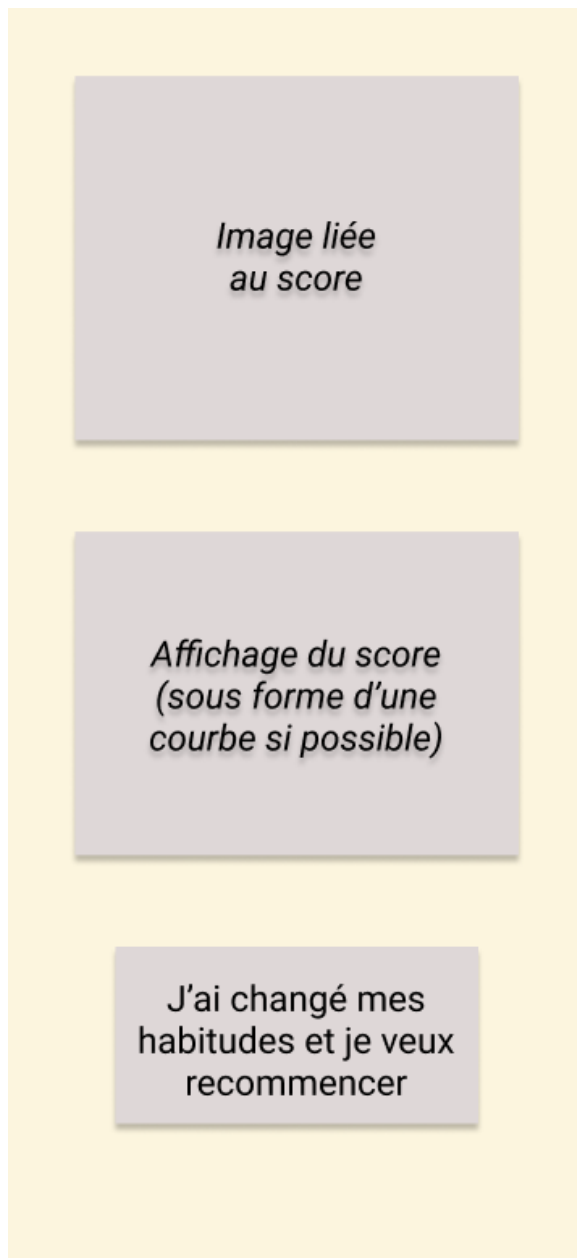 Image liée
au score
Affichage du score
(sous forme d’une
courbe si possible)
J’ai changé mes
habitudes et je veux
recommencer